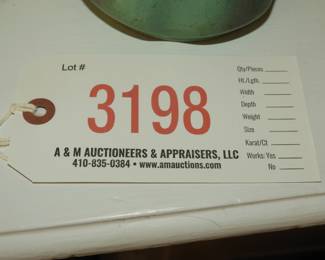 Lot #
3198
A & M AUCTIONEERS & APPRAISERS, LLC
410-835-0384 • www.amauctions.com
Qty/Pieces
Ht./Lgth.
Width
Depth
Weight
Size
Karat/Ct
Works: Yes
No